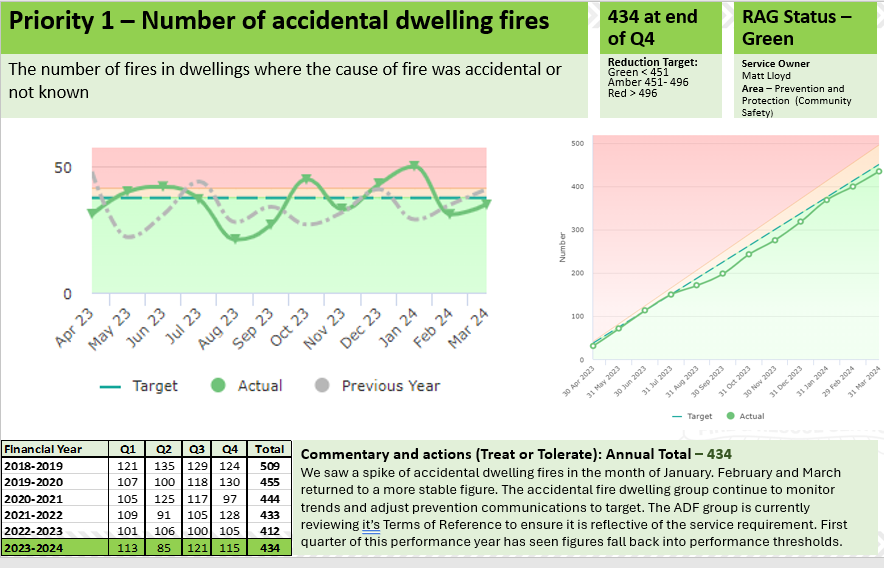 Priority 1 – Number of accidental dwelling fires
The number of fires in dwellings where the cause of fire was accidental or
not known
434 at end
of Q4
Reduction Target:
Green < 451
Amber 451- 496
Red > 496
RAG Status –
Green
Service Owner
Matt Lloyd
Area – Prevention and
Protection (Community
Safety)
50
0
Apr 23 May 23 Jun 23 Jul 23 Aug 23 Sep 23 Oct 23 Nov 23 Dec 23 Jan 24 Feb 24 Mar 24
Target Actual Previous Year
Number
500
400
300
200
100
0
30 Apr 2023 31 May 2023 30 Jun 2023 31 Jul 2023 31 Aug 2023 30 Sep 2023 31 Oct 2023 30 Nov 2023 31 Dec 2023 31 Jan 2024 29 Feb 2024 31 Mar 2024
Target Actual
Financial Year Q1 Q2 Q3 Q4 Total
2018-2019 121 135 129 124 509
2019-2020 107 100 118 130 455
2020-2021 105 125 117 97 444
2021-2022 109 91 105 128 433
2022-2023 101 106 100 105 412
2023-2024 113 85 121 115 434
Commentary and actions (Treat or Tolerate): Annual Total – 434
We saw a spike of accidental dwelling fires in the month of January. February and March
returned to a more stable figure. The accidental fire dwelling group continue to monitor
trends and adjust prevention communications to target. The ADF group is currently
reviewing it's Terms of Reference to ensure it is reflective of the service requirement. First
quarter of this performance year has seen figures fall back into performance thresholds.